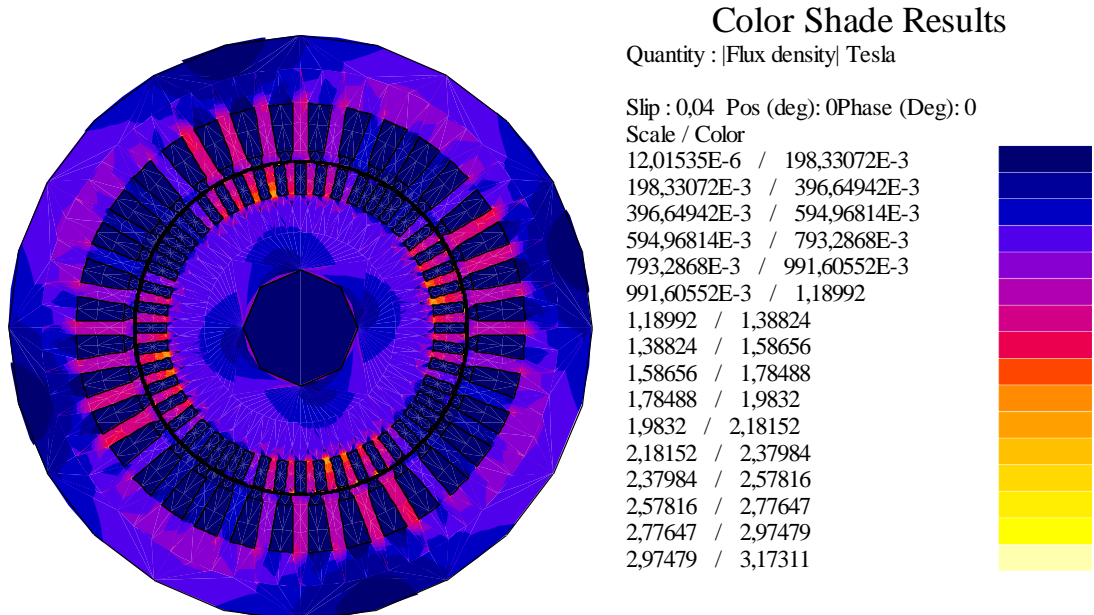 Color Shade Results
Quantity : |Flux density| Tesla
Slip : 0,04 Pos (deg): 0Phase (Deg): 0
Scale / Color
12,01535E-6 / 198,33072E-3
198,33072E-3 / 396,64942E-3
396,64942E-3 / 594,96814E-3
594,96814E-3 / 793,2868E-3
793,2868E-3 / 991,60552E-3
991,60552E-3 / 1,18992
1,18992 / 1,38824
1,38824 / 1,58656
1,58656 / 1,78488
1,78488 / 1,9832
1,9832 / 2,18152
2,18152 / 2,37984
2,37984 / 2,57816
2,57816 / 2,77647
2,77647 / 2,97479
2,97479 / 3,17311